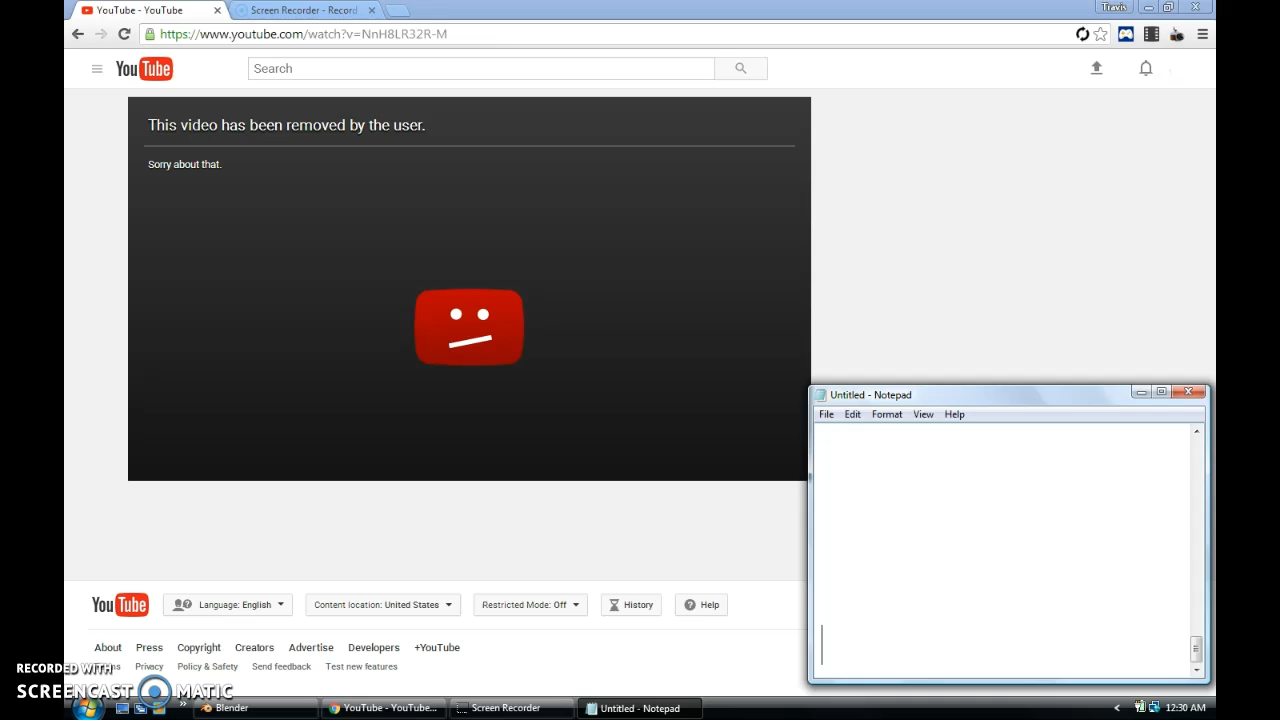 YouTube - YouTube
Screen Recorder - Record
Travis
https://www.youtube.com/watch?v=NnH8LR32R-M
YouTube
Search
This video has been removed by the user.
Sorry about that.
Untitled - Notepad
File Edit Format View Help
YouTube
Language: English
Content location: United States
Restricted Mode: Off
History
Help
About Press Copyright Creators Advertise Developers +YouTube
Privacy Policy & Safety Send feedback Test new features
RECORDED WITH
SCREENCAST MATIC
Blender
YouTube - YouTube...
Screen Recorder
Untitled - Notepad
12:30 AM